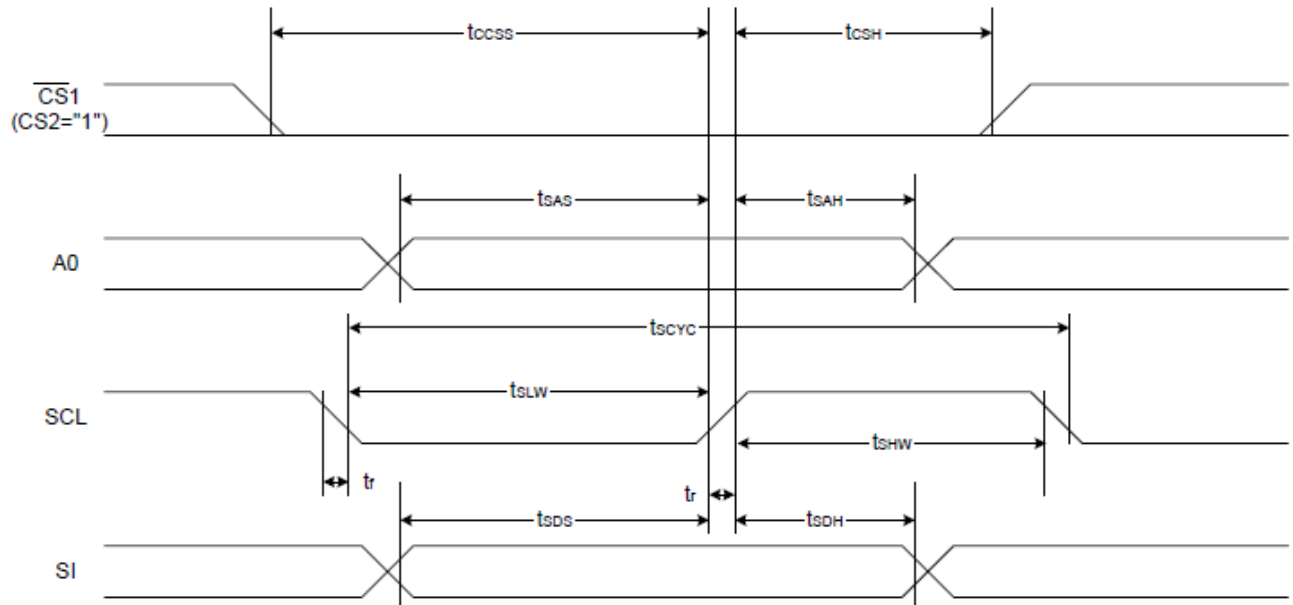 tCCSS
tCSH
CS1
(CS2="1")
tSAS
tSAH
A0
tSCYC
tSLW
SCL
tSHW
tr
tr
tSDS
tSDH
SI